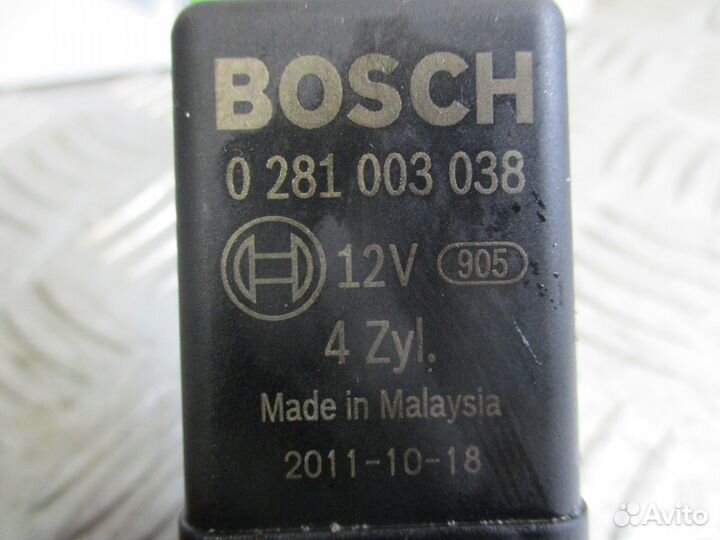 BOSCH
0 281 003 038
12V 905
4 Zyl.
Made in Malaysia
2011-10-18
Avito